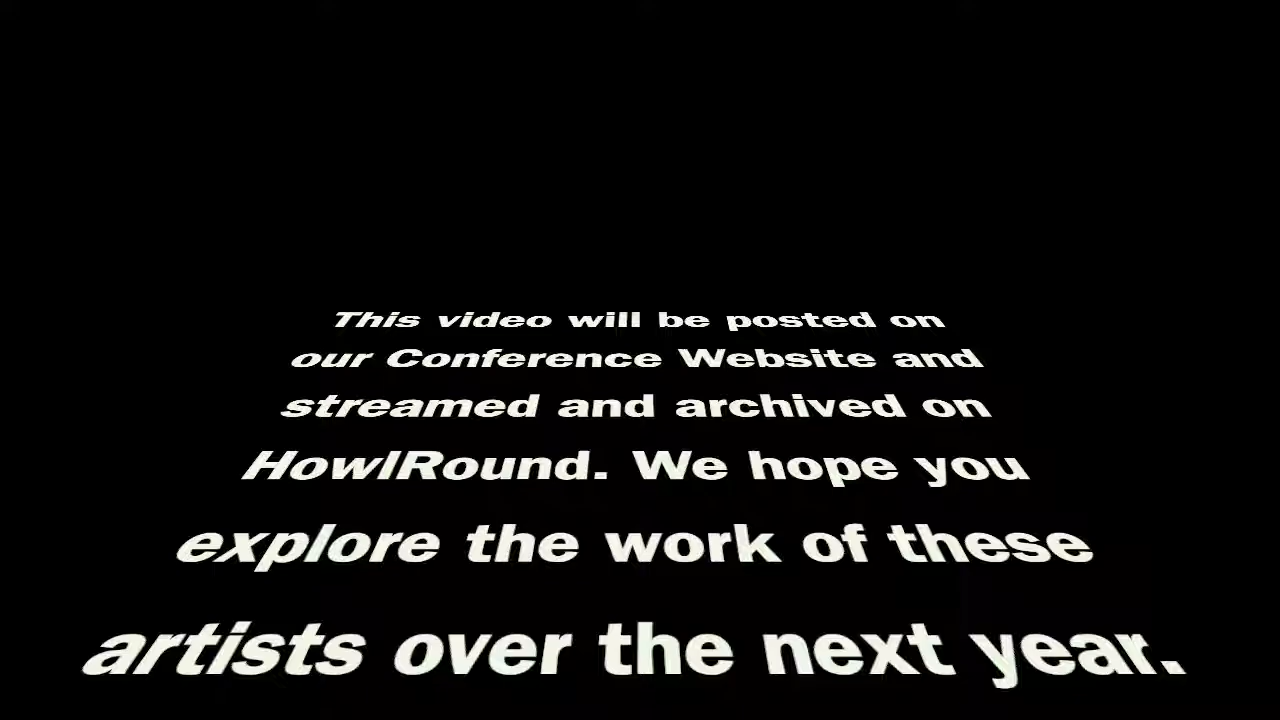 This video will be posted on
our Conference Website and
streamed and archived on
HowlRound. We hope you
explore the work of these
artists over the next year.